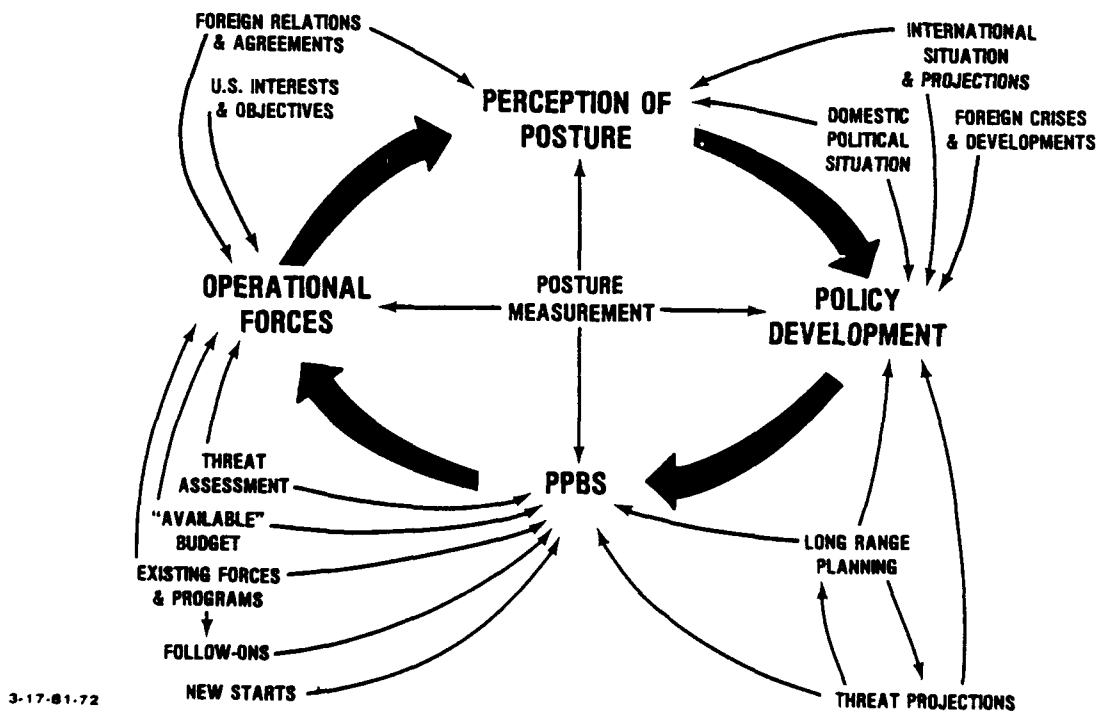 FOREIGN RELATIONS
& AGREEMENTS
U.S. INTERESTS
& OBJECTIVES
PERCEPTION OF
POSTURE
INTERNATIONAL
SITUATION
& PROJECTIONS
DOMESTIC
POLITICAL
SITUATION
FOREIGN CRISES
& DEVELOPMENTS
OPERATIONAL
FORCES
POSTURE
MEASUREMENT
POLICY
DEVELOPMENT
THREAT
ASSESSMENT
"AVAILABLE"
BUDGET
EXISTING FORCES
& PROGRAMS
FOLLOW-ONS
NEW STARTS
PPBS
LONG RANGE
PLANNING
THREAT PROJECTIONS
3-17-81-72